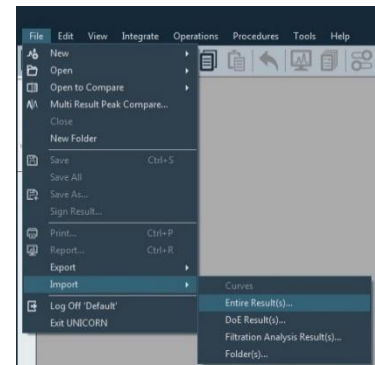 File Edit View Integrate Operations Procedures Tools Help
New
Open
Open to Compare
Multi Result Peak Compare...
Close
New Folder
Save Ctrl+S
Save All
Save As...
Sign Result...
Print... Ctrl+P
Report... Ctrl+R
Export
Import
Curves
Entire Result(s)...
Log Off 'Default'
DoE Result(s)...
Exit UNICORN
Filtration Analysis Result(s)...
Folder(s)...